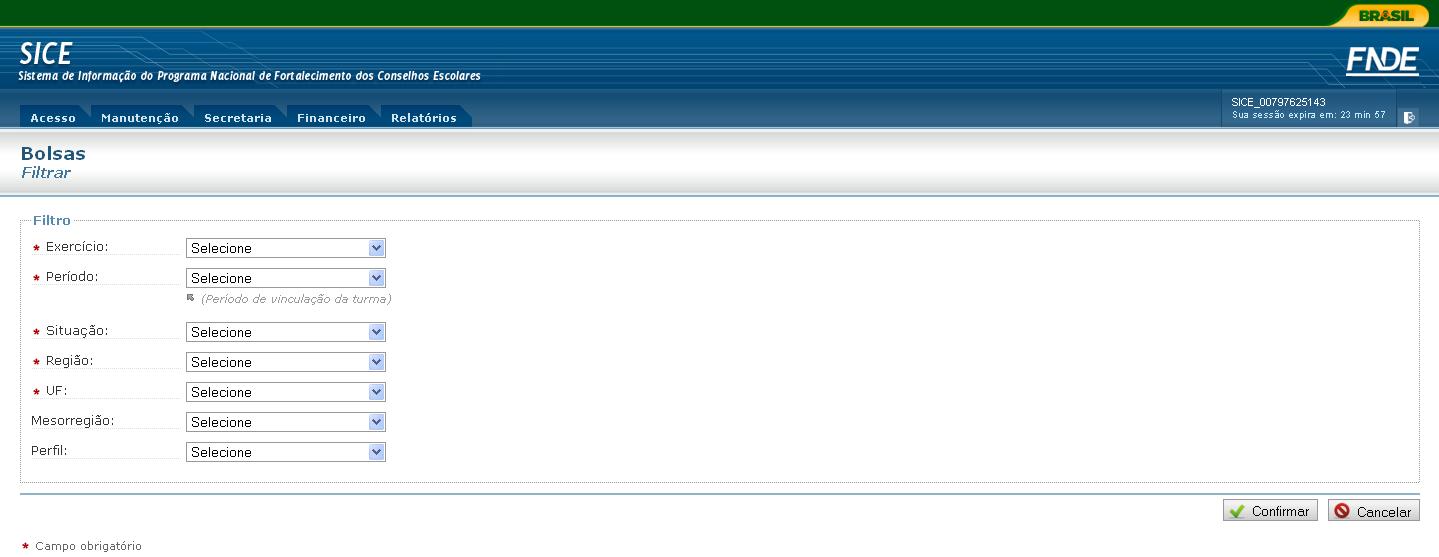 BRASIL
SICE
Sistema de Informação do Programa Nacional de Fortalecimento dos Conselhos Escolares
FNDE
Acesso Manutenção Secretaria Financeiro Relatórios
SICE_00797625143
Sua sessão expira em: 23 min 57
Bolsas
Filtrar
Filtro
* Exercício: Selecione
* Período: Selecione
(Período de vinculação da turma)
* Situação: Selecione
* Região: Selecione
* UF: Selecione
Mesorregião: Selecione
Perfil: Selecione
Confirmar Cancelar
* Campo obrigatório